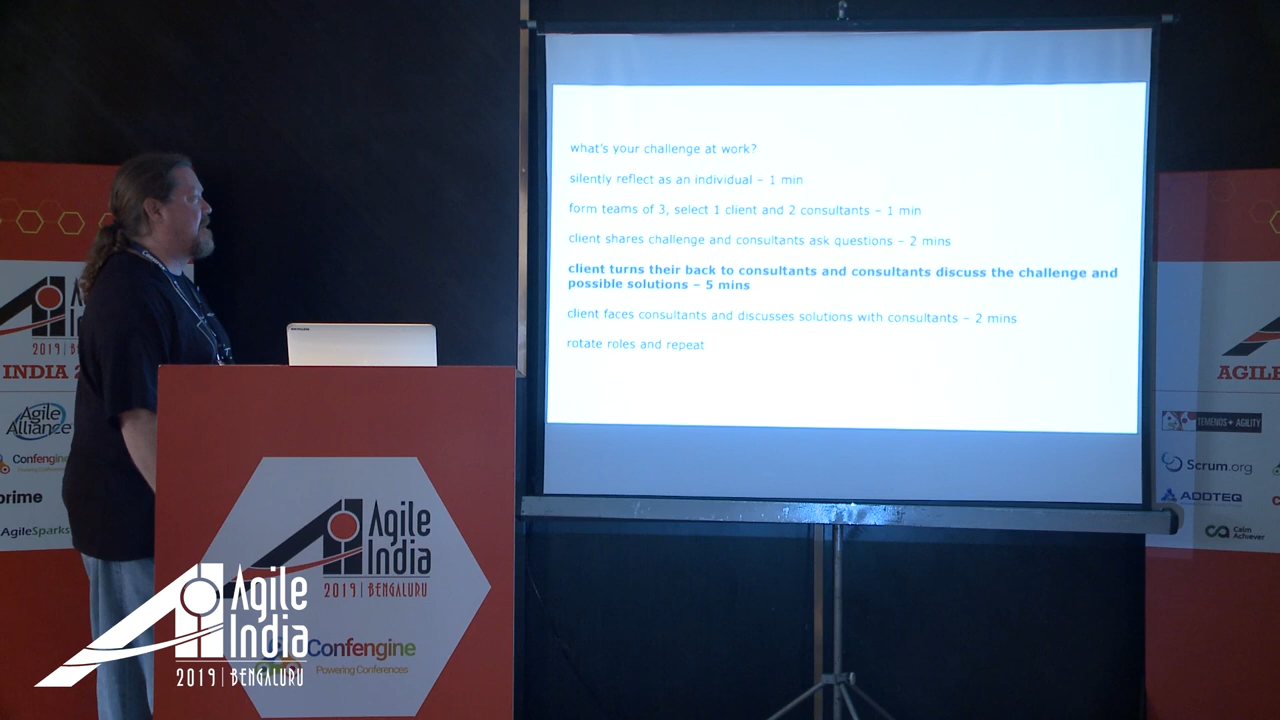 what's your challenge at work?
silently reflect as an individual – 1 min
form teams of 3, select 1 client and 2 consultants – 1 min
client shares challenge and consultants ask questions – 2 mins
client turns their back to consultants and consultants discuss the challenge and
possible solutions – 5 mins
client faces consultants and discusses solutions with consultants – 2 mins
rotate roles and repeat
2019 | B
INDIA 2
Agile
Alliance
Confengine
prime
AgileSparks
Agile
India
2019 | BENGALURU
Confengine
Powering Conferences
Agile
India
2019 | BENGALURU
AGILE
TEMENOS + AGILITY
Scrum.org
ADDTEQ
Calm
Achiever